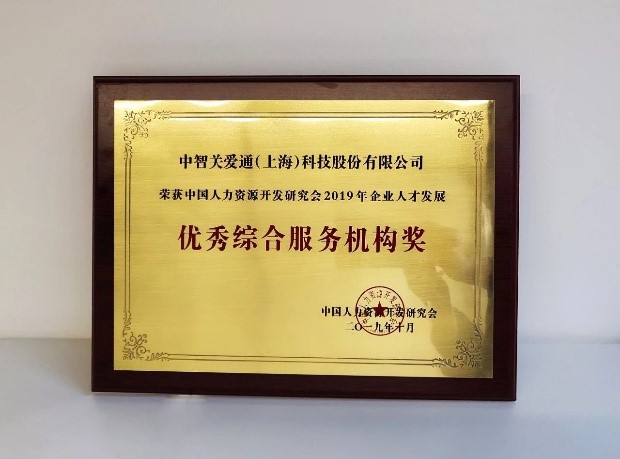 中智关爱通(上海)科技股份有限公司
荣获中国人力资源开发研究会2019年企业人才发展
优秀综合服务机构奖
中国人力资源开发研究会
二〇一九年十月